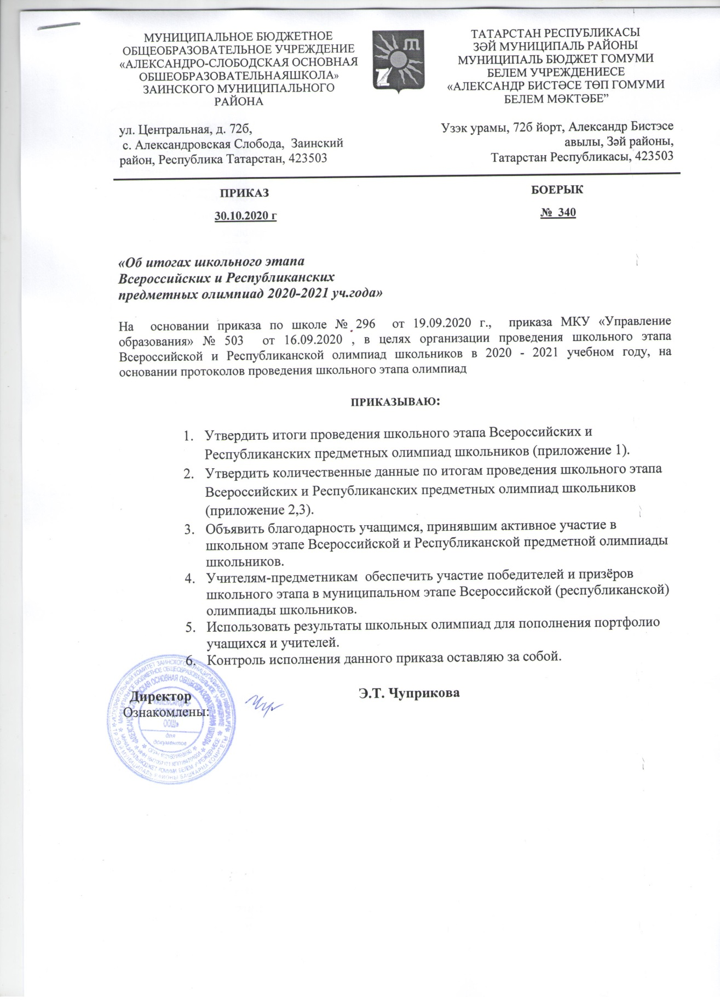 МУНИЦИПАЛЬНОЕ БЮДЖЕТНОЕ
ОБЩЕОБРАЗОВАТЕЛЬНОЕ УЧРЕЖДЕНИЕ
«АЛЕКСАНДРО-СЛОБОДСКАЯ ОСНОВНАЯ
ОБШЕОБРАЗОВАТЕЛЬНАЯШКОЛА»
ЗАИНСКОГО МУНИЦИПАЛЬНОГО
РАЙОНА
ТАТАРСТАН РЕСПУБЛИКАСЫ
ЗӘЙ МУНИЦИПАЛЬ РАЙОНЫ
МУНИЦИПАЛЬ БЮДЖЕТ ГОМУМИ
БЕЛЕМ УЧРЕЖДЕНИЕСЕ
«АЛЕКСАНДР БИСТӘСЕ ТӨП ГОМУМИ
БЕЛЕМ МӘКТӘБЕ”
ул. Центральная, д. 72б,
с. Александровская Слобода, Заинский
район, Республика Татарстан, 423503
Узэк урамы, 72б йорт, Александр Бистэсе
авылы, Зәй районы,
Татарстан Республикасы, 423503
ПРИКАЗ
БОЕРЫК
30.10.2020 г
№ 340
«Об итогах школьного этапа
Всероссийских и Республиканских
предметных олимпиад 2020-2021 уч.года»
На основании приказа по школе № 296 от 19.09.2020 г., приказа МКУ «Управление
образования» № 503 от 16.09.2020 , в целях организации проведения школьного этапа
Всероссийской и Республиканской олимпиад школьников в 2020 - 2021 учебном году, на
основании протоколов проведения школьного этапа олимпиад
ПРИКАЗЫВАЮ:
1. Утвердить итоги проведения школьного этапа Всероссийских и
Республиканских предметных олимпиад школьников (приложение 1).
2. Утвердить количественные данные по итогам проведения школьного этапа
Всероссийских и Республиканских предметных олимпиад школьников
(приложение 2,3).
3. Объявить благодарность учащимся, принявшим активное участие в
школьном этапе Всероссийской и Республиканской предметной олимпиады
школьников.
4. Учителям-предметникам обеспечить участие победителей и призёров
школьного этапа в муниципальном этапе Всероссийской (республиканской)
олимпиады школьников.
5. Использовать результаты школьных олимпиад для пополнения портфолио
учащихся и учителей.
6. Контроль исполнения данного приказа оставляю за собой.
Директор
Э.Т. Чуприкова
Ознакомлены:
ООШ»
для
документов